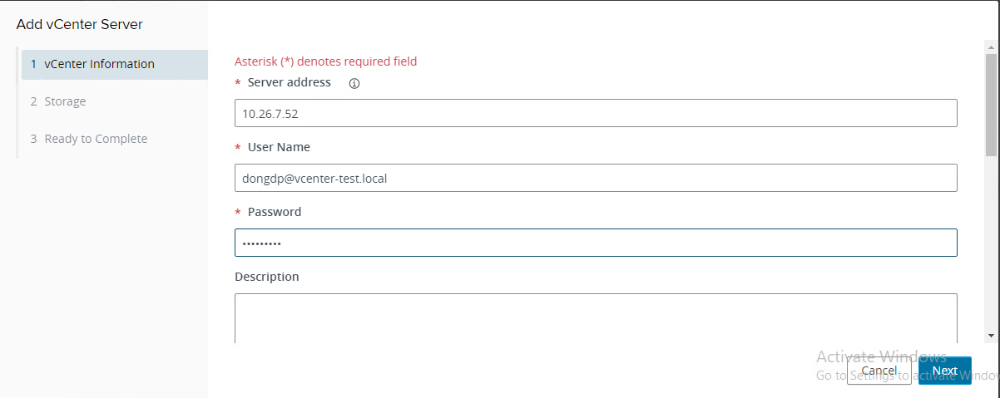 Add vCenter Server
1 vCenter Information
2 Storage
3 Ready to Complete
Asterisk (*) denotes required field
* Server address
10.26.7.52
* User Name
dongdp@vcenter-test.local
* Password
•••••••••
Description
Activate Windows
Go to Settings to activate Windo
Cancel
Next